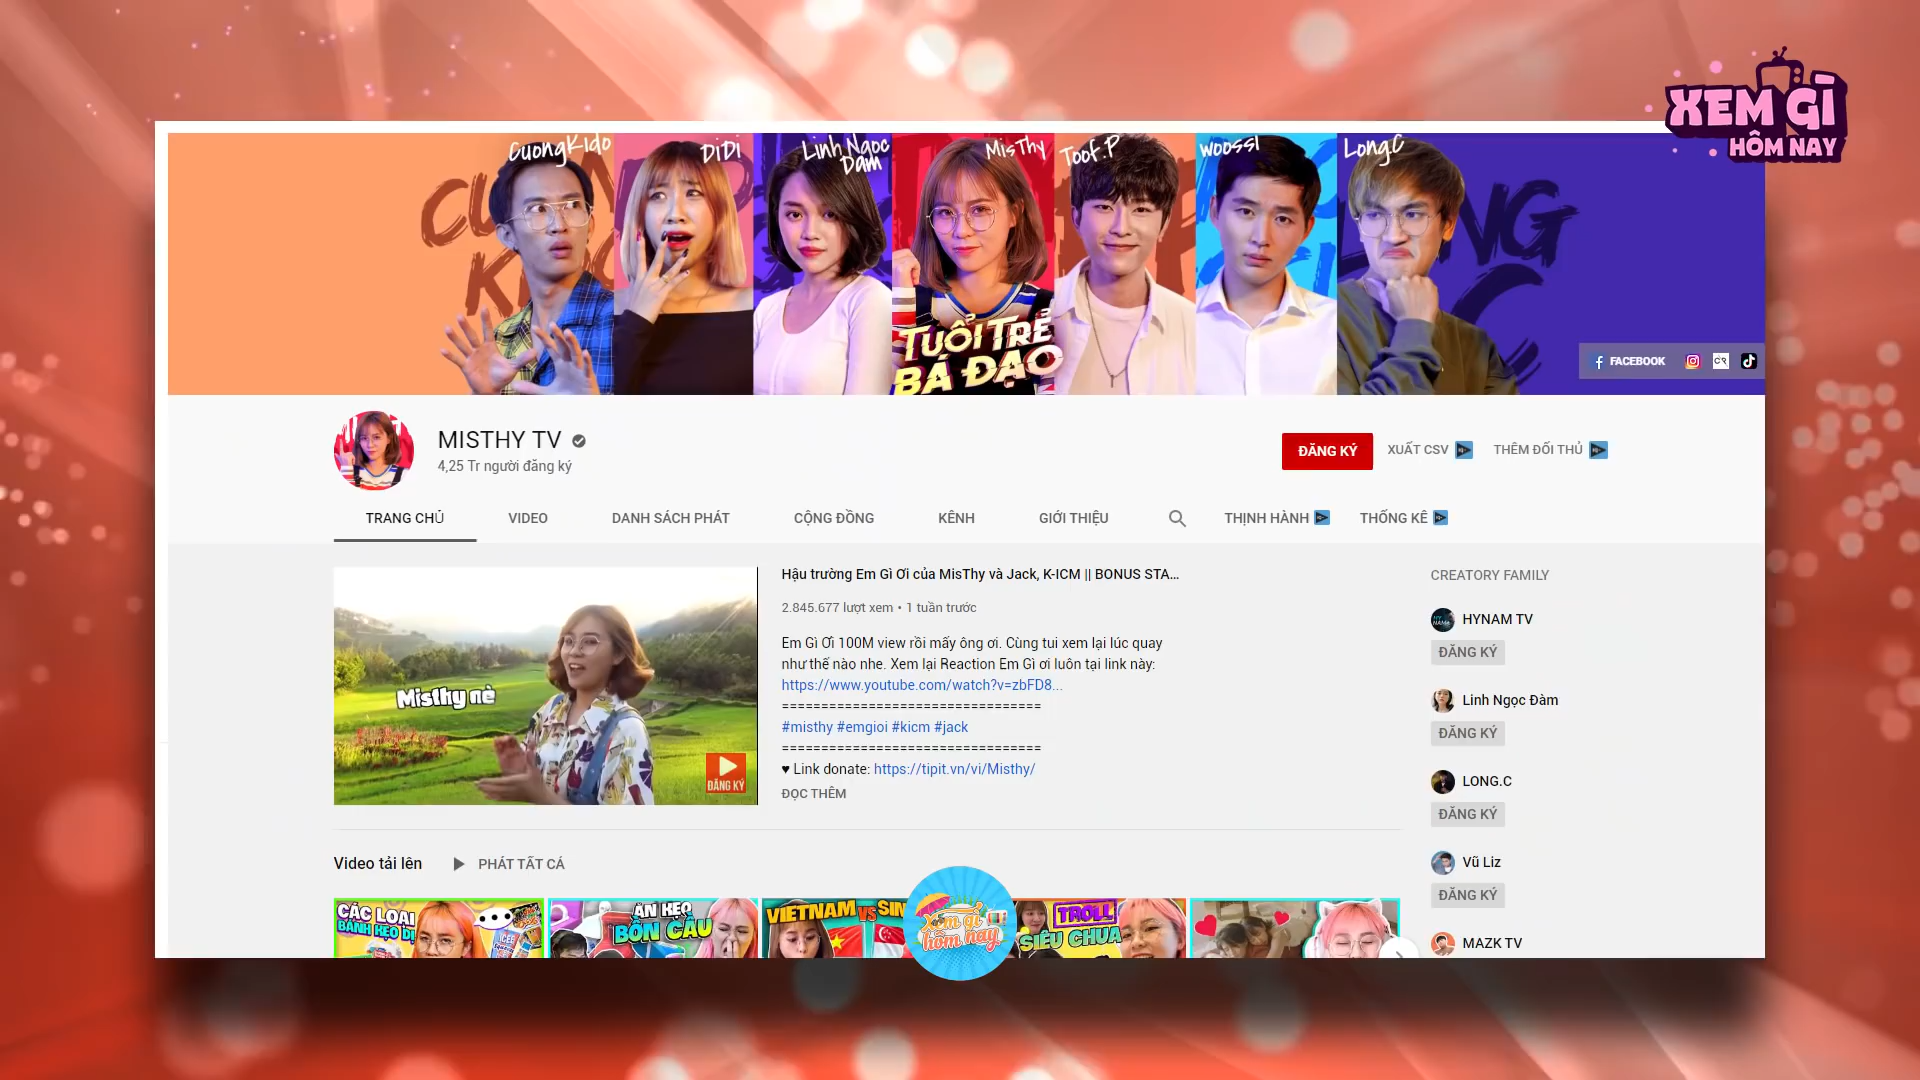 XEM GÌ
HÔM NAY
CuongKido
DiDi
Linh Ngoc
Dam
MisThy
Toof.P
woossi
LongC
TUỔI TRẺ
BÁ ĐẠO
FACEBOOK
MISTHY TV
4,25 Tr người đăng ký
ĐĂNG KÝ
XUẤT CSV
THÊM ĐỐI THỦ
TRANG CHỦ
VIDEO
DANH SÁCH PHÁT
CỘNG ĐỒNG
KÊNH
GIỚI THIỆU
THỊNH HÀNH
THỐNG KÊ
Misthy nè
ĐĂNG KÝ
Hậu trường Em Gì Ơi của MisThy và Jack, K-ICM || BONUS STA...
2.845.677 lượt xem • 1 tuần trước
Em Gì Ơi 100M view rồi mấy ông ơi. Cùng tui xem lại lúc quay
như thế nào nhe. Xem lại Reaction Em Gì ơi luôn tại link này:
https://www.youtube.com/watch?v=zbFD8...
=================================
#misthy #emgioi #kicm #jack
=================================
♥ Link donate: https://tipit.vn/vi/Misthy/
ĐỌC THÊM
CREATORY FAMILY
HYNAM TV
ĐĂNG KÝ
Linh Ngọc Đàm
ĐĂNG KÝ
LONG.C
ĐĂNG KÝ
Vũ Liz
ĐĂNG KÝ
MAZK TV
Video tải lên
PHÁT TẤT CẢ
CÁC LOẠI
BÁNH KẸO DỊ
ĂN KẸO
BỒN CẦU
VIETNAM VS SIN
TROLL
SIÊU CHUA
Xem gì
hôm nay